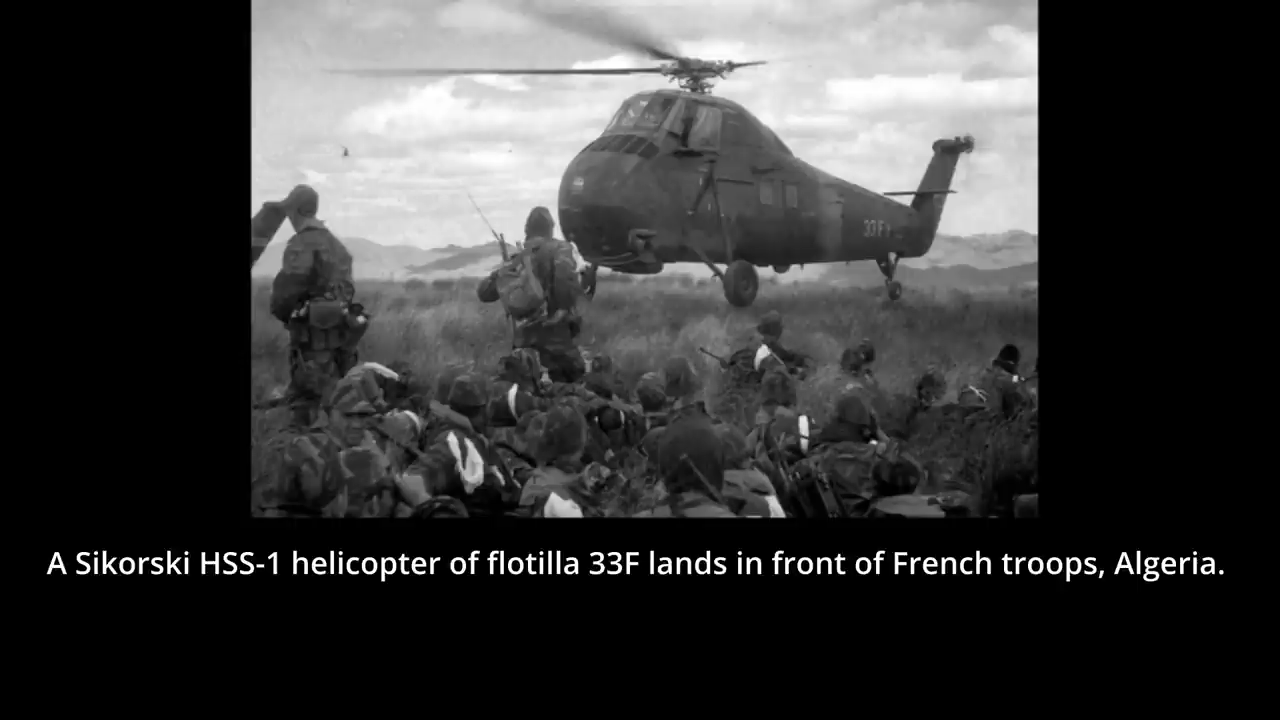 33F
A Sikorski HSS-1 helicopter of flotilla 33F lands in front of French troops, Algeria.